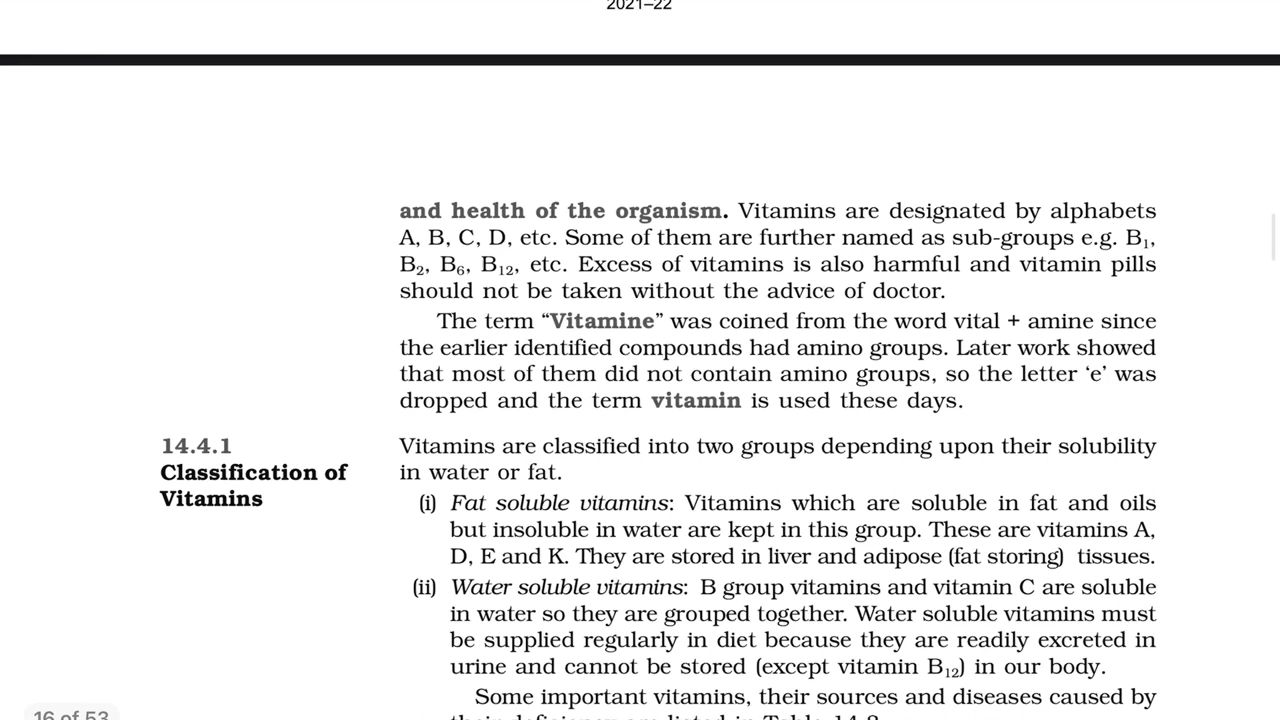 2021–22
and health of the organism. Vitamins are designated by alphabets
A, B, C, D, etc. Some of them are further named as sub-groups e.g. B₁,
B₂, B₆, B₁₂, etc. Excess of vitamins is also harmful and vitamin pills
should not be taken without the advice of doctor.
The term “Vitamine” was coined from the word vital + amine since
the earlier identified compounds had amino groups. Later work showed
that most of them did not contain amino groups, so the letter ‘e’ was
dropped and the term vitamin is used these days.
14.4.1
Classification of
Vitamins
Vitamins are classified into two groups depending upon their solubility
in water or fat.
(i) Fat soluble vitamins: Vitamins which are soluble in fat and oils
but insoluble in water are kept in this group. These are vitamins A,
D, E and K. They are stored in liver and adipose (fat storing) tissues.
(ii) Water soluble vitamins: B group vitamins and vitamin C are soluble
in water so they are grouped together. Water soluble vitamins must
be supplied regularly in diet because they are readily excreted in
urine and cannot be stored (except vitamin B₁₂) in our body.
Some important vitamins, their sources and diseases caused by
their deficiency are listed in Table
16 of 53